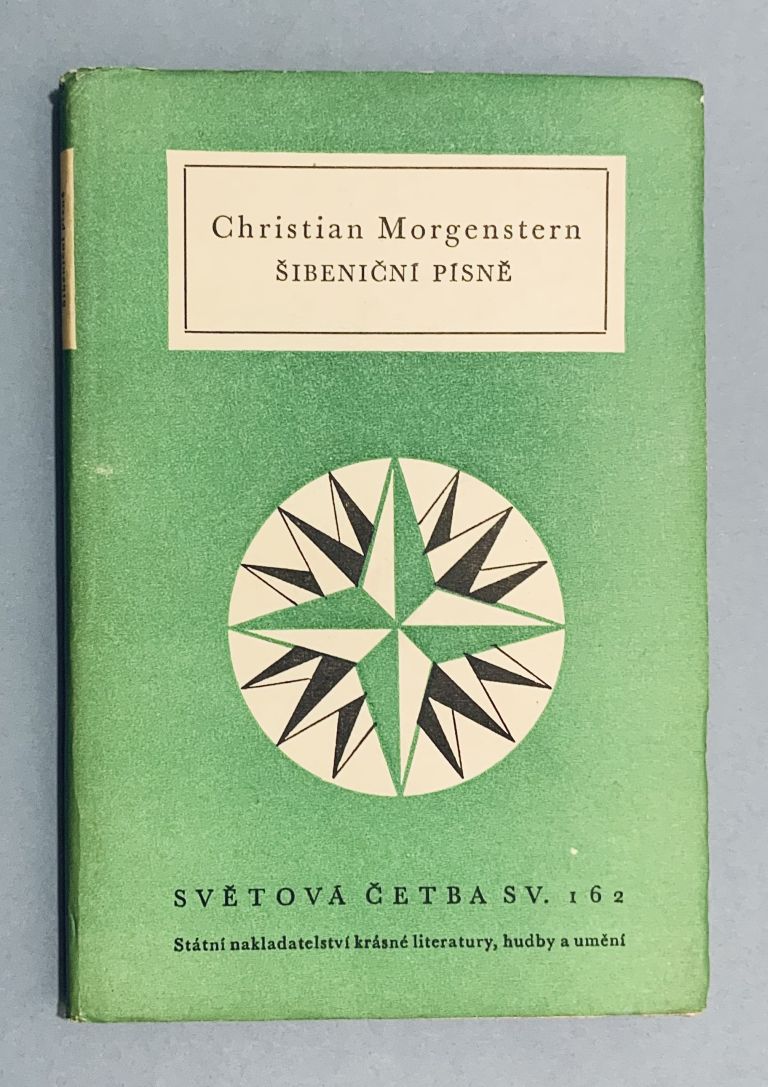 Christian Morgenstern
ŠIBENIČNÍ PÍSNĚ
SVĚTOVÁ ČETBA SV. 162
Státní nakladatelství krásné literatury, hudby a umění